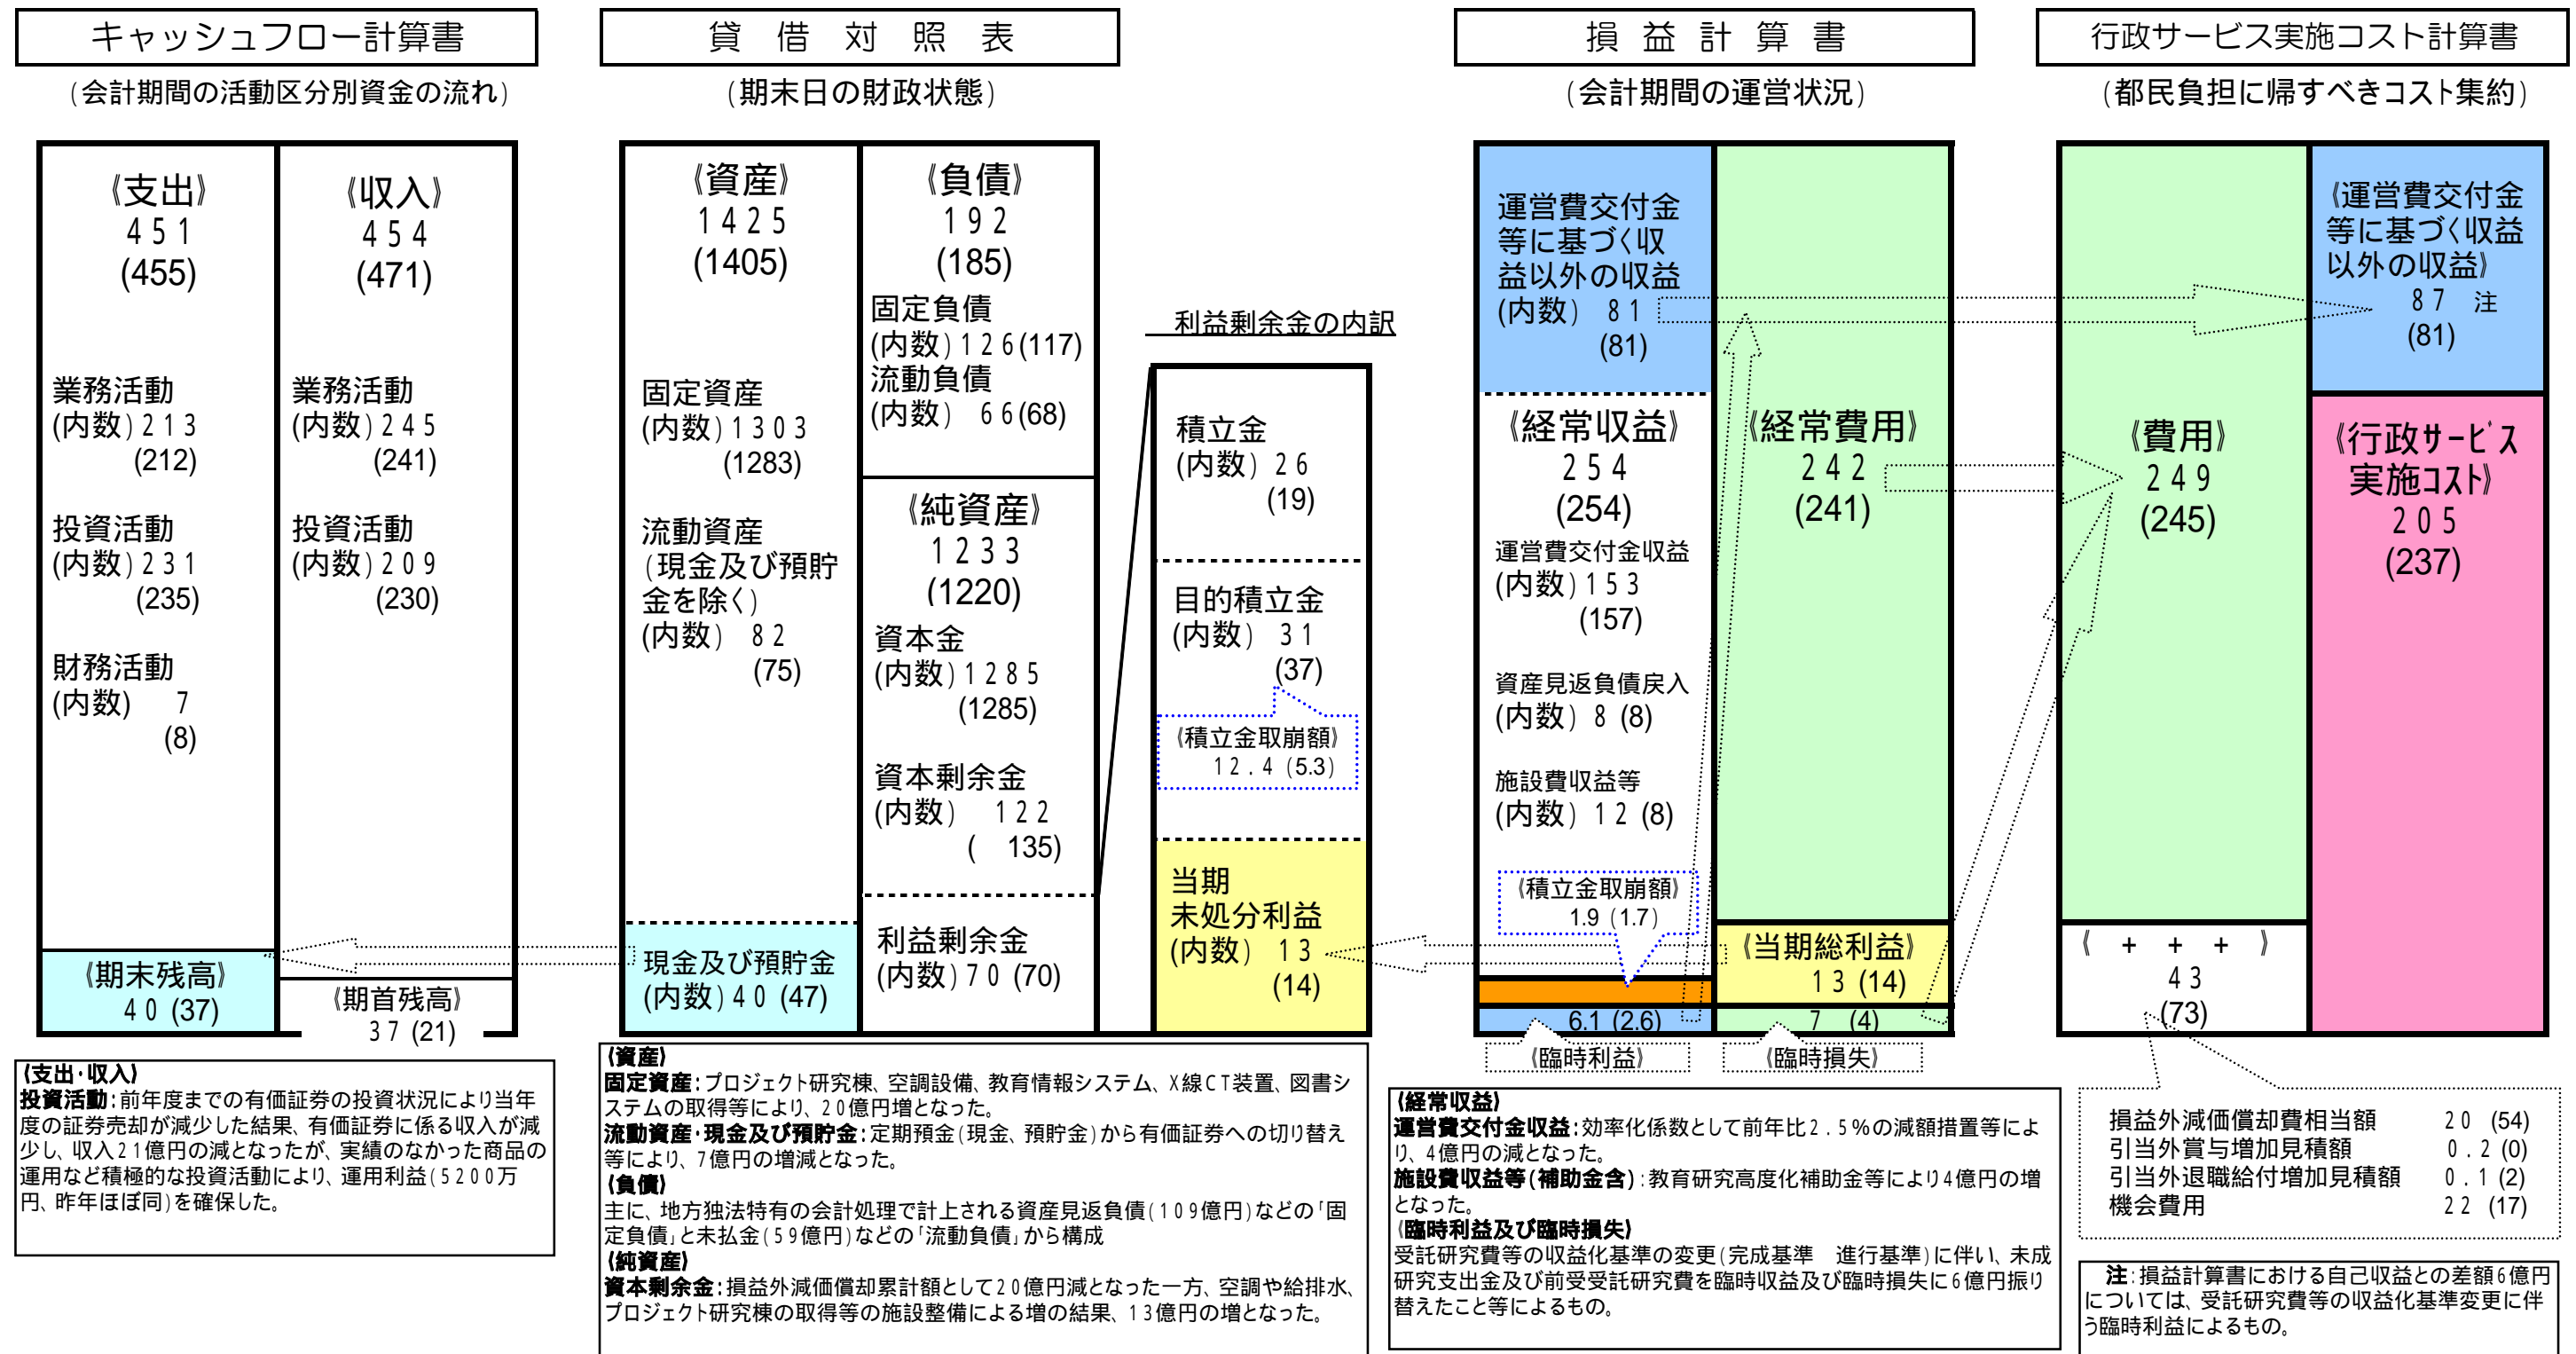 キャッシュフロー計算書
(会計期間の活動区分別資金の流れ)
《支出》
451
(455)
業務活動
(内数)213
(212)
投資活動
(内数)231
(235)
財務活動
(内数) 7
(8)
《期末残高》
40 (37)
《収入》
454
(471)
業務活動
(内数)245
(241)
投資活動
(内数)209
(230)
《期首残高》
37 (21)
《支出・収入》
投資活動:前年度までの有価証券の投資状況により当年
度の証券売却が減少した結果、有価証券に係る収入が減
少し、収入21億円の減となったが、実績のなかった商品の
運用など積極的な投資活動により、運用利益(5200万
円、昨年ほぼ同)を確保した。
貸借対照表
(期末日の財政状態)
《資産》
1425
(1405)
固定資産
(内数)1303
(1283)
流動資産
(現金及び預貯
金を除く)
(内数) 82
(75)
現金及び預貯金
(内数)40 (47)
《負債》
192
(185)
固定負債
(内数)126(117)
流動負債
(内数) 66(68)
《純資産》
1233
(1220)
資本金
(内数)1285
(1285)
資本剰余金
(内数) 122
( 135)
利益剰余金
(内数)70 (70)
利益剰余金の内訳
積立金
(内数) 26
(19)
目的積立金
(内数) 31
(37)
《積立金取崩額》
12.4 (5.3)
当期
未処分利益
(内数) 13
(14)
《資産》
固定資産:プロジェクト研究棟、空調設備、教育情報システム、X線CT装置、図書シ
ステムの取得等により、20億円増となった。
流動資産・現金及び預貯金:定期預金(現金、預貯金)から有価証券への切り替え
等により、7億円の増減となった。
《負債》
主に、地方独法特有の会計処理で計上される資産見返負債(109億円)などの「固
定負債」と未払金(59億円)などの「流動負債」から構成
《純資産》
資本剰余金:損益外減価償却累計額として20億円減となった一方、空調や給排水、
プロジェクト研究棟の取得等の施設整備による増の結果、13億円の増となった。
損益計算書
(会計期間の運営状況)
運営費交付金
等に基づく収
益以外の収益
(内数) 81
(81)
《経常収益》
254
(254)
運営費交付金収益
(内数)153
(157)
資産見返負債戻入
(内数) 8 (8)
施設費収益等
(内数) 12 (8)
《積立金取崩額》
1.9 (1.7)
6.1 (2.6)
《臨時利益》
《経常費用》
242
(241)
《当期総利益》
13 (14)
7 (4)
《臨時損失》
《経常収益》
運営費交付金収益:効率化係数として前年比2.5%の減額措置等によ
り、4億円の減となった。
施設費収益等(補助金含):教育研究高度化補助金等により4億円の増
となった。
《臨時利益及び臨時損失》
受託研究費等の収益化基準の変更(完成基準 進行基準)に伴い、未成
研究支出金及び前受受託研究費を臨時収益及び臨時損失に6億円振り
替えたこと等によるもの。
行政サービス実施コスト計算書
(都民負担に帰すべきコスト集約)
《費用》
249
(245)
《 + + + 》
43
(73)
《運営費交付金
等に基づく収益
以外の収益》
87 注
(81)
《行政サービス
実施コスト》
205
(237)
損益外減価償却費相当額 20 (54)
引当外賞与増加見積額 0.2 (0)
引当外退職給付増加見積額 0.1 (2)
機会費用 22 (17)
注:損益計算書における自己収益との差額6億円
については、受託研究費等の収益化基準変更に伴
う臨時利益によるもの。